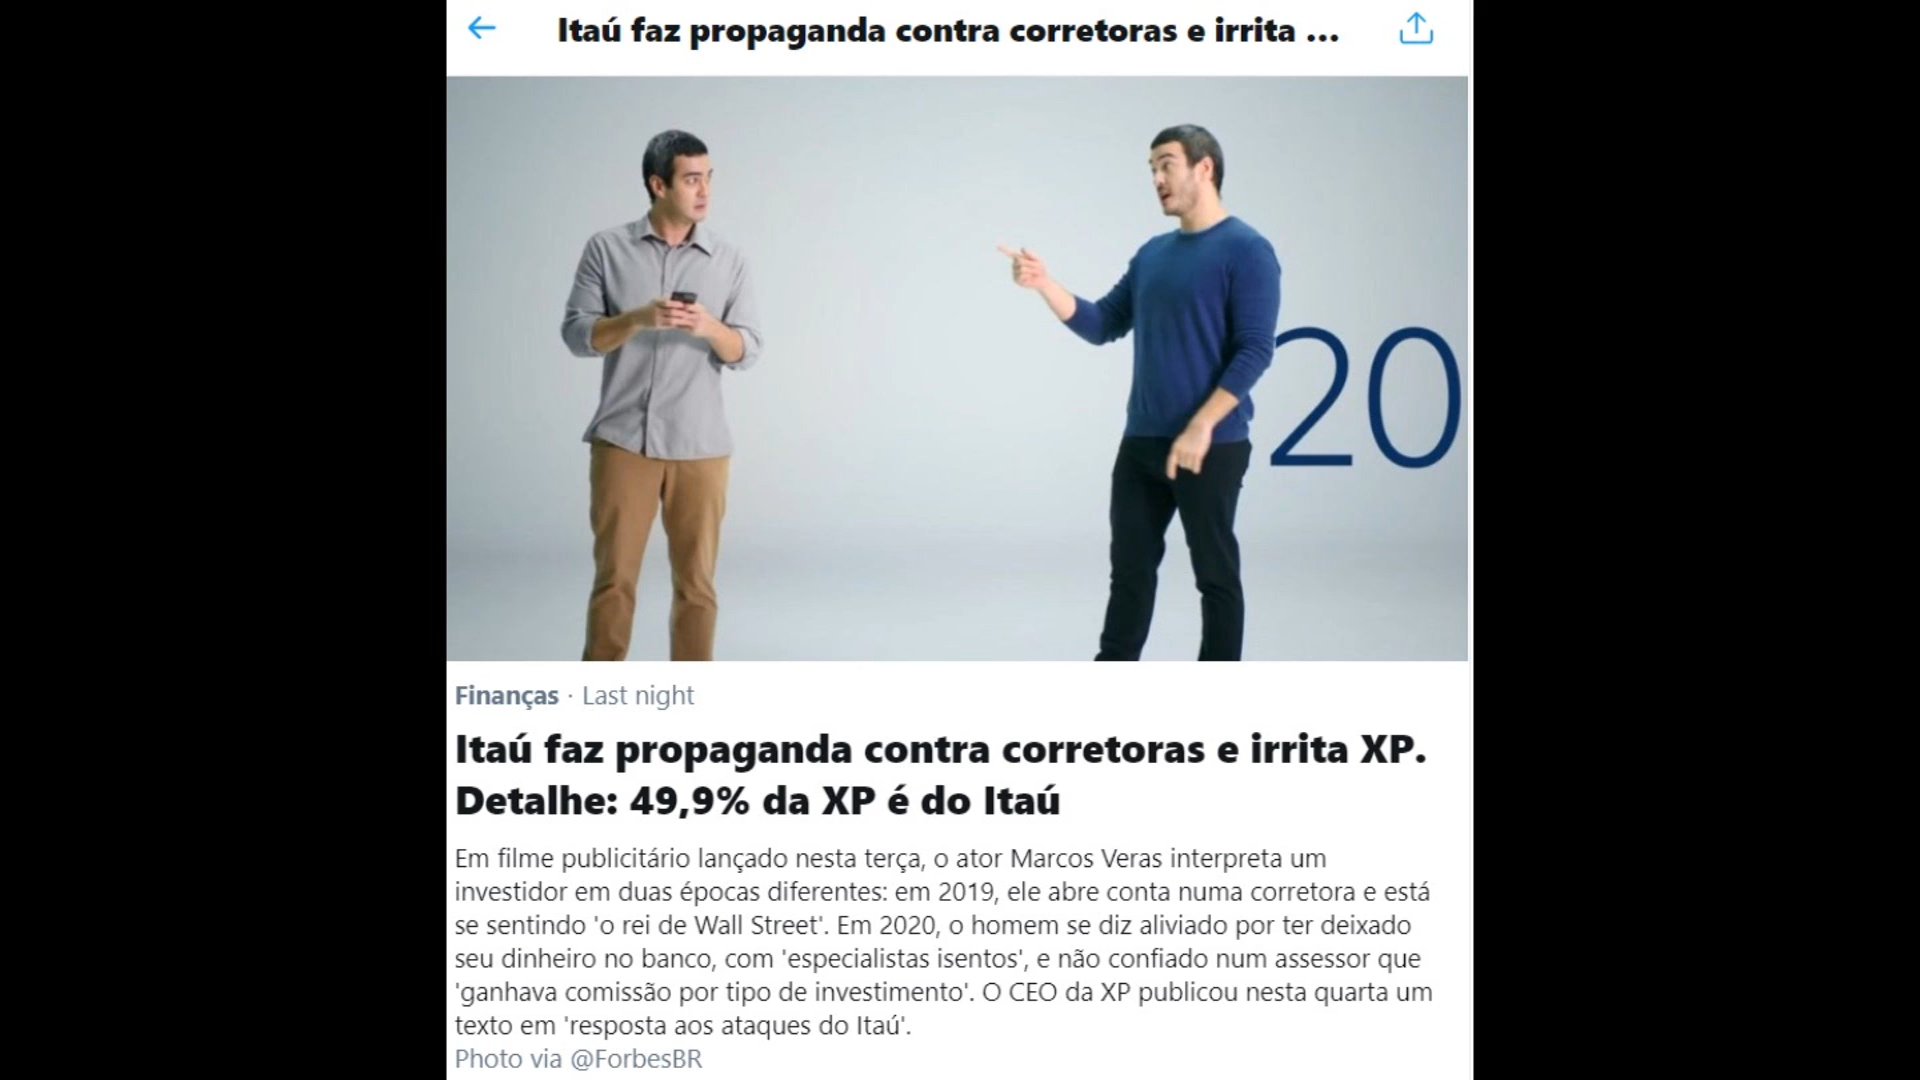 Itaú faz propaganda contra corretoras e irrita ...
20
Finanças · Last night
Itaú faz propaganda contra corretoras e irrita XP.
Detalhe: 49,9% da XP é do Itaú
Em filme publicitário lançado nesta terça, o ator Marcos Veras interpreta um
investidor em duas épocas diferentes: em 2019, ele abre conta numa corretora e está
se sentindo 'o rei de Wall Street'. Em 2020, o homem se diz aliviado por ter deixado
seu dinheiro no banco, com 'especialistas isentos', e não confiado num assessor que
'ganhava comissão por tipo de investimento'. O CEO da XP publicou nesta quarta um
texto em 'resposta aos ataques do Itaú'.
Photo via @ForbesBR